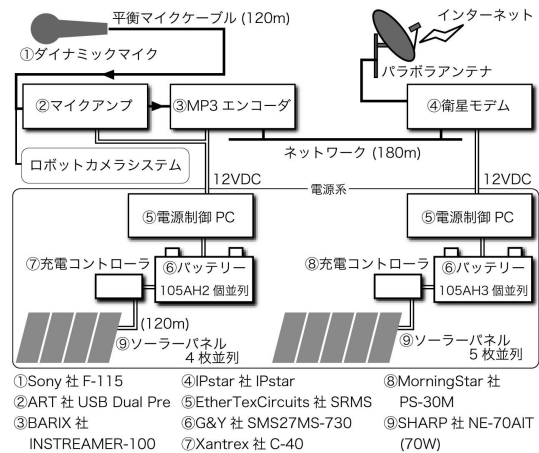 平衡マイクケーブル (120m)
インターネット
①ダイナミックマイク
パラボラアンテナ
②マイクアンプ
③MP3 エンコーダ
④衛星モデム
ロボットカメラシステム
ネットワーク (180m)
12VDC
電源系
12VDC
⑤電源制御 PC
⑤電源制御 PC
⑦充電コントローラ
⑥バッテリー
105AH2 個並列
⑧充電コントローラ
⑥バッテリー
105AH3 個並列
(120m)
⑨ソーラーパネル
4 枚並列
⑨ソーラーパネル
5 枚並列
①Sony 社 F-115
②ART 社 USB Dual Pre
③BARIX 社
INSTREAMER-100
④IPstar 社 IPstar
⑤EtherTexCircuits 社 SRMS
⑥G&Y 社 SMS27MS-730
⑦Xantrex 社 C-40
⑧MorningStar 社
PS-30M
⑨SHARP 社 NE-70AIT
(70W)